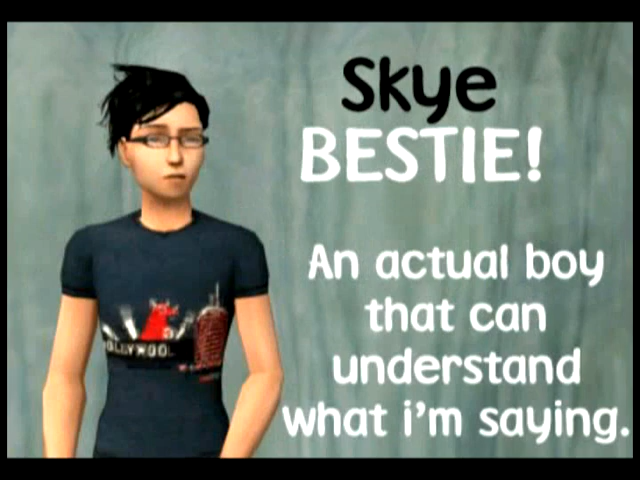 Skye
BESTIE!
An actual boy
that can
understand
what i'm saying.